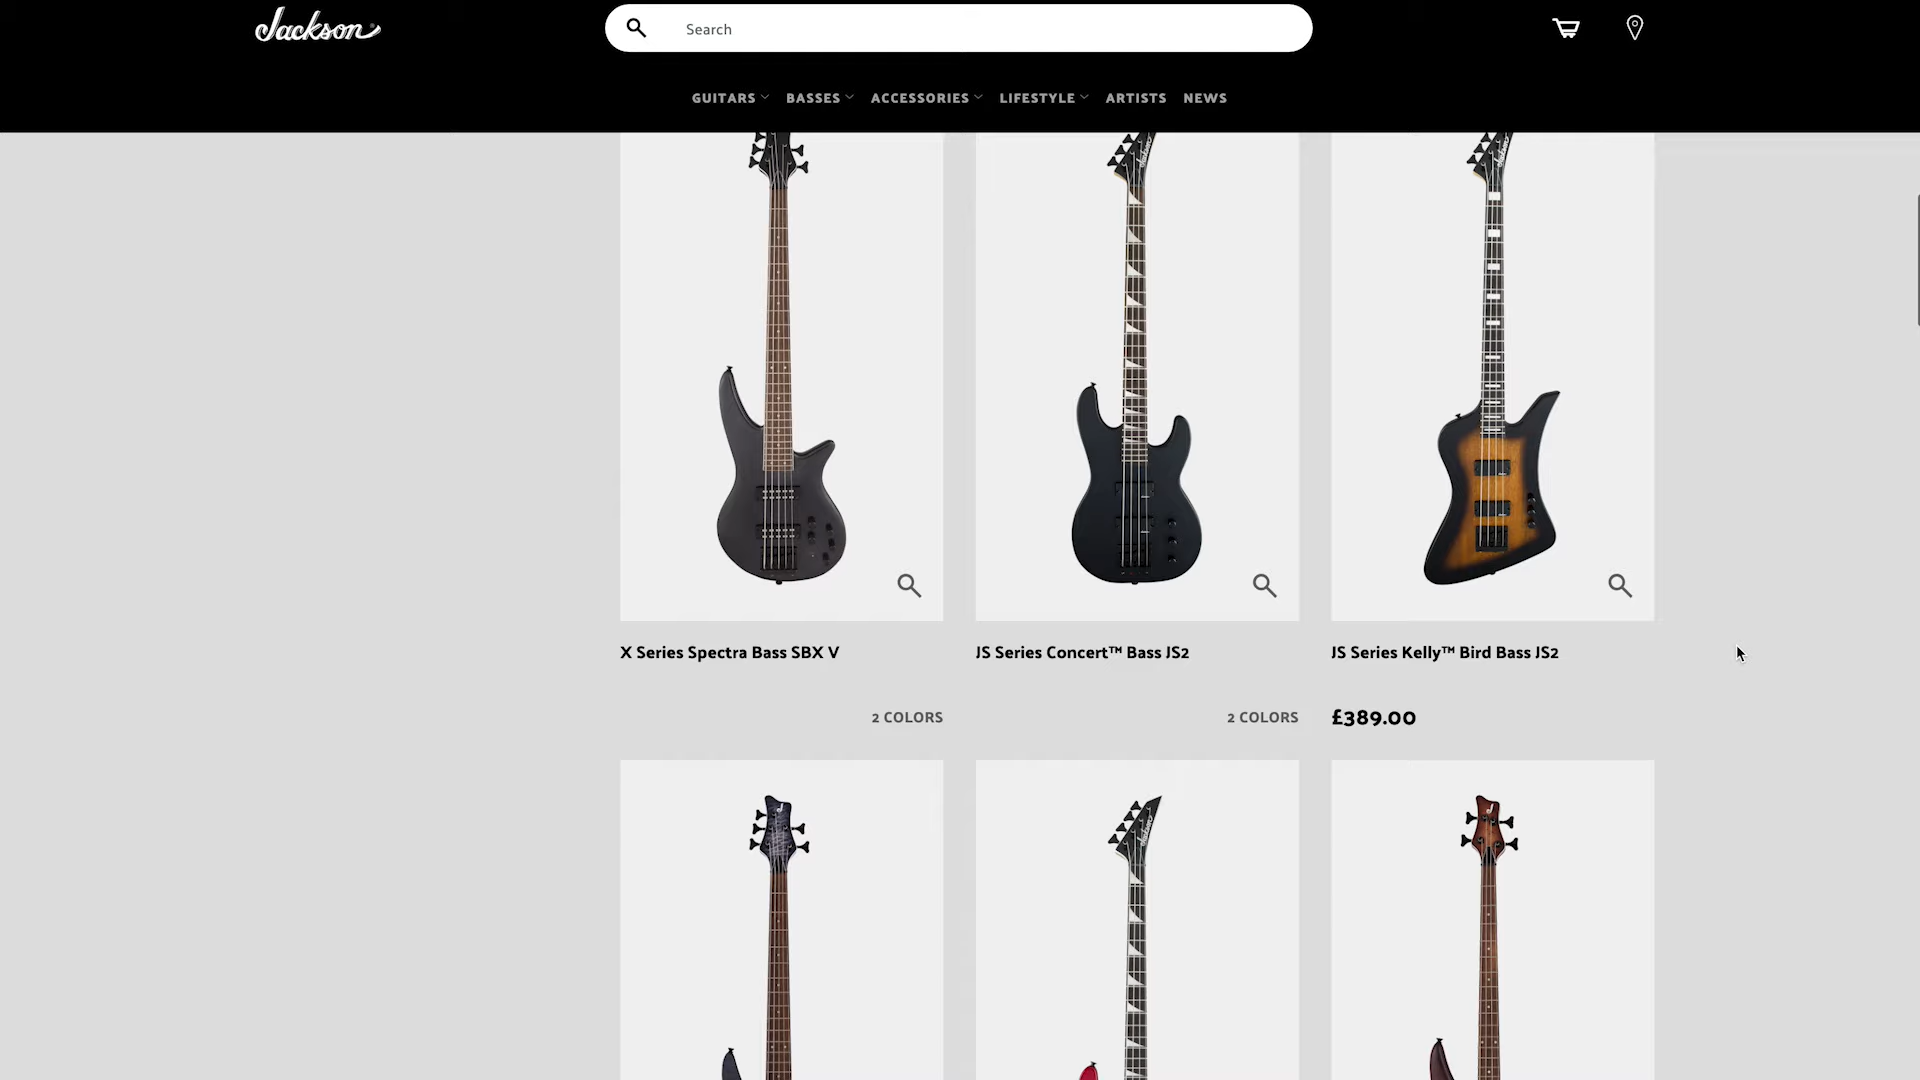 Jackson
Search
GUITARS
BASSES
ACCESSORIES
LIFESTYLE
ARTISTS
NEWS
X Series Spectra Bass SBX V
JS Series Concert™ Bass JS2
JS Series Kelly™ Bird Bass JS2
2 COLORS
2 COLORS
£389.00